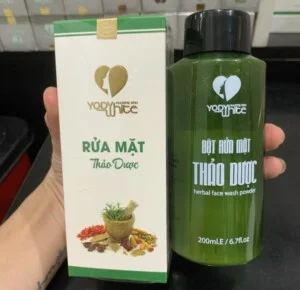 YODY White
RỬA MẶT
Thảo Dược
YODY White
BỘT RỬA MẶT
THẢO DƯỢC
herbal face wash powder
200ml.E / 6.7fl.oz